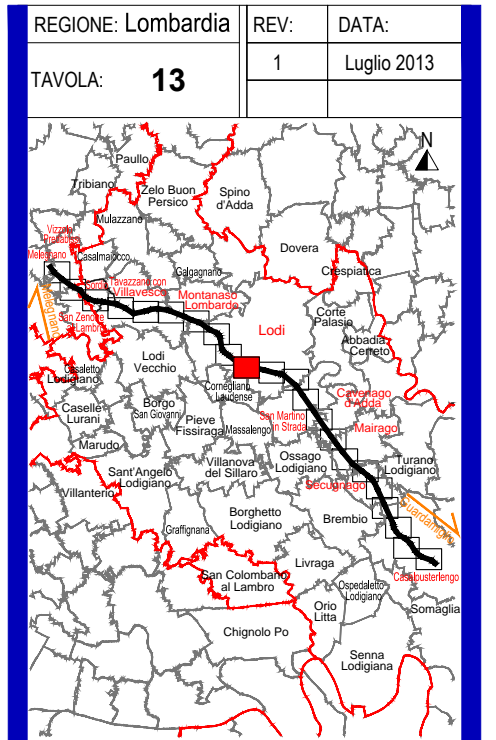 REGIONE: Lombardia
REV:
DATA:
TAVOLA: 13
1
Luglio 2013
N
Paullo
Tribiano
Zelo Buon
Persico
Spino
d'Adda
Mulazzano
Vizzolo
Predabissi
Dovera
Melegnano
Casalmaiocco
Galgagnano
Crespiatica
Sordio
Tavazzano con
Villavesco
Montanaso
Lombardo
Melegnano
San Zenone
al Lambro
Lodi
Corte
Palasio
Abbadia
Cerreto
Lodi
Vecchio
Casaletto
Lodigiano
Cornegliano
Laudense
Cavenago
d'Adda
Caselle
Lurani
Borgo
San Giovanni
Pieve
Fissiraga
Massalengo
San Martino
in Strada
Mairago
Marudo
Ossago
Lodigiano
Turano
Lodigiano
Sant'Angelo
Lodigiano
Villanova
del Sillaro
Secugnago
Villanterio
Borghetto
Lodigiano
Brembio
Guardamiglio
Graffignana
Livraga
San Colombano
al Lambro
Casalpusterlengo
Ospedaletto
Lodigiano
Orio
Litta
Somaglia
Chignolo Po
Senna
Lodigiana